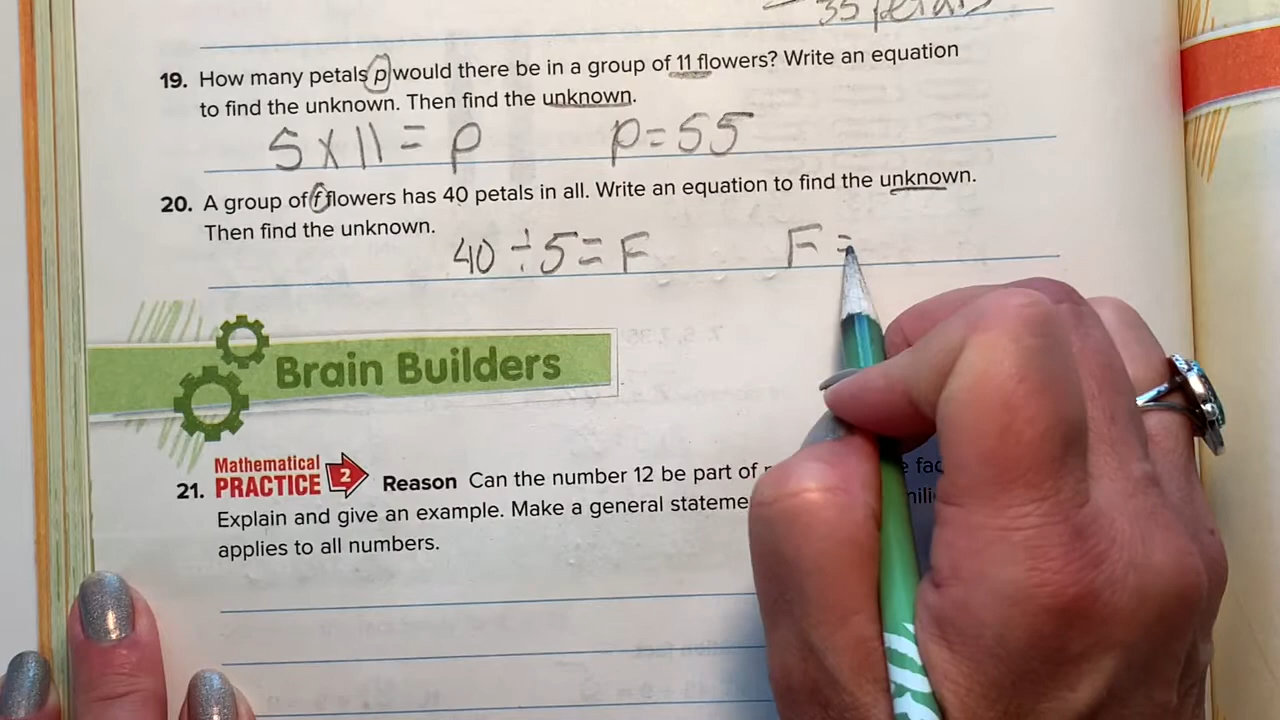 35 petals
19. How many petals p would there be in a group of 11 flowers? Write an equation
to find the unknown. Then find the unknown.
5 x 11 = p p = 55
20. A group of f flowers has 40 petals in all. Write an equation to find the unknown.
Then find the unknown.
40 ÷ 5 = F F =
Brain Builders
Mathematical
21. PRACTICE 2 Reason Can the number 12 be part of
Explain and give an example. Make a general
applies to all numbers.